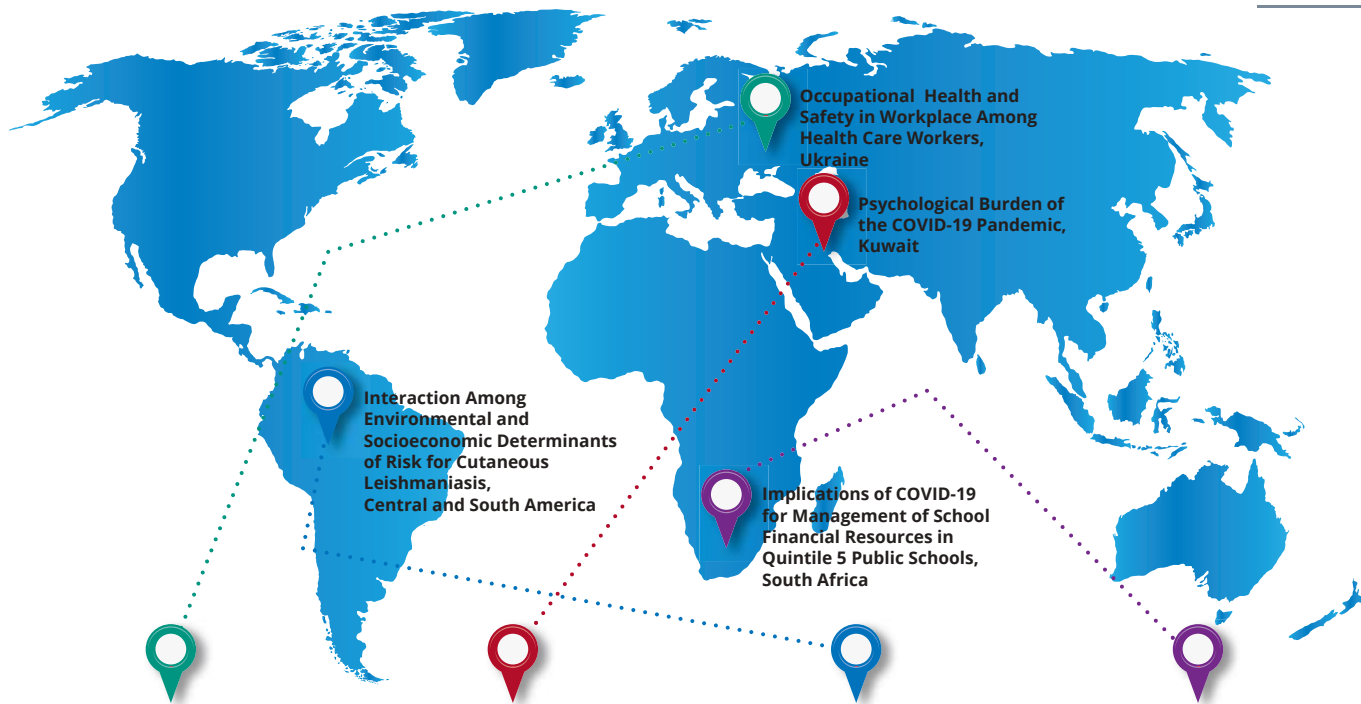 Occupational Health and
Safety in Workplace Among
Health Care Workers,
Ukraine
Psychological Burden of
the COVID-19 Pandemic,
Kuwait
Interaction Among
Environmental and
Socioeconomic Determinants
of Risk for Cutaneous
Leishmaniasis,
Central and South America
Implications of COVID-19
for Management of School
Financial Resources in
Quintile 5 Public Schools,
South Africa